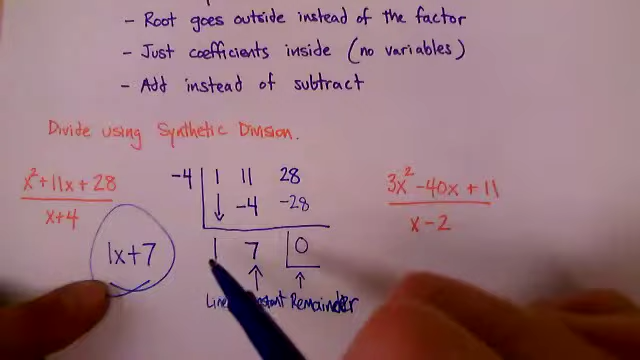 - Root goes outside instead of the factor
- Just coefficients inside (no variables)
- Add instead of subtract
Divide using Synthetic Division.
x²+11x+28
x+4
1x+7
-4 1 11 28
↓ -4 -28
1 7 0
Remainder
3x²-40x+11
x-2